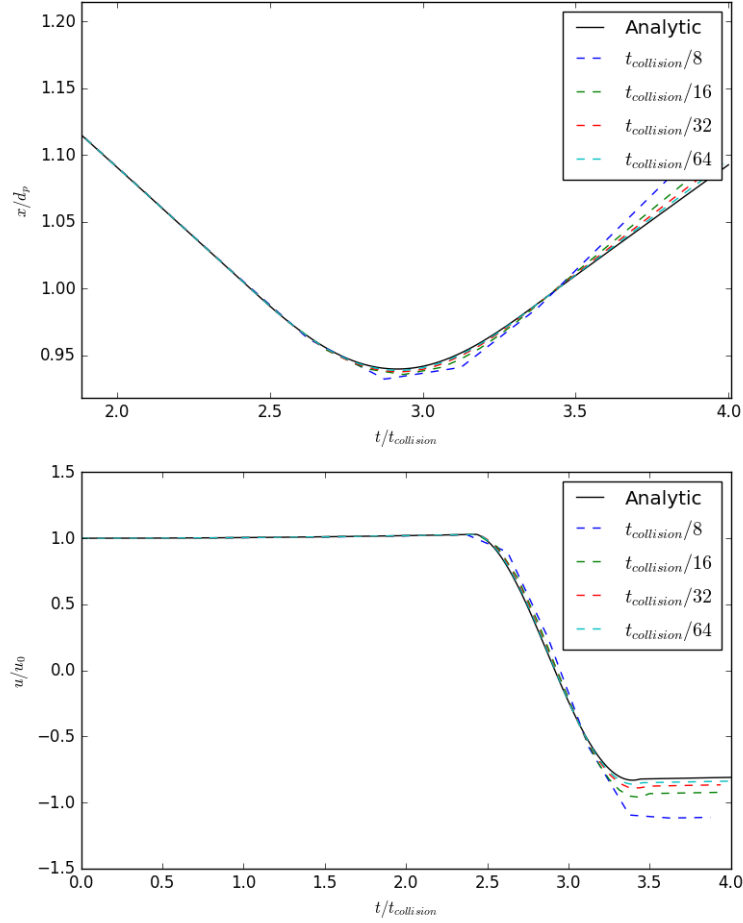 1.20
1.15
1.10
1.05
1.00
0.95
x/d_p
2.0 2.5 3.0 3.5 4.0
t/t_collision
Analytic
t_collision/8
t_collision/16
t_collision/32
t_collision/64
1.5
1.0
0.5
0.0
−0.5
−1.0
−1.5
u/u_0
0.0 0.5 1.0 1.5 2.0 2.5 3.0 3.5 4.0
t/t_collision
Analytic
t_collision/8
t_collision/16
t_collision/32
t_collision/64